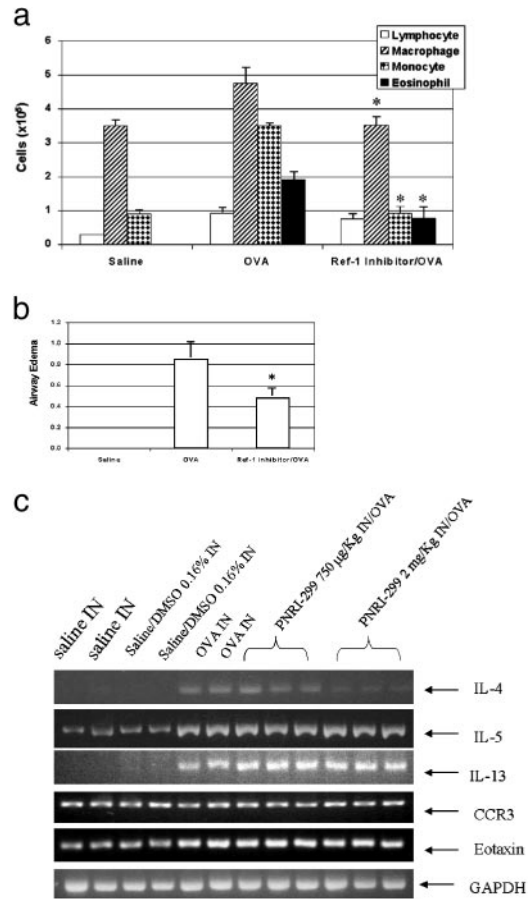 a
Lymphocyte
Macrophage
Monocyte
Eosinophil
Cells (x10⁵)
6
5
4
3
2
1
0
*
* *
Saline OVA Ref-1 Inhibitor/OVA
b
Airway Edema
1.2
1.0
0.8
0.6
0.4
0.2
0.0
*
Saline OVA Ref-1 Inhibitor/OVA
c
saline IN
saline IN
Saline/DMSO 0.16% IN
Saline/DMSO 0.16% IN
OVA IN
OVA IN
PNRI-299 750 µg/Kg IN/OVA
PNRI-299 2 mg/Kg IN/OVA
IL-4
IL-5
IL-13
CCR3
Eotaxin
GAPDH